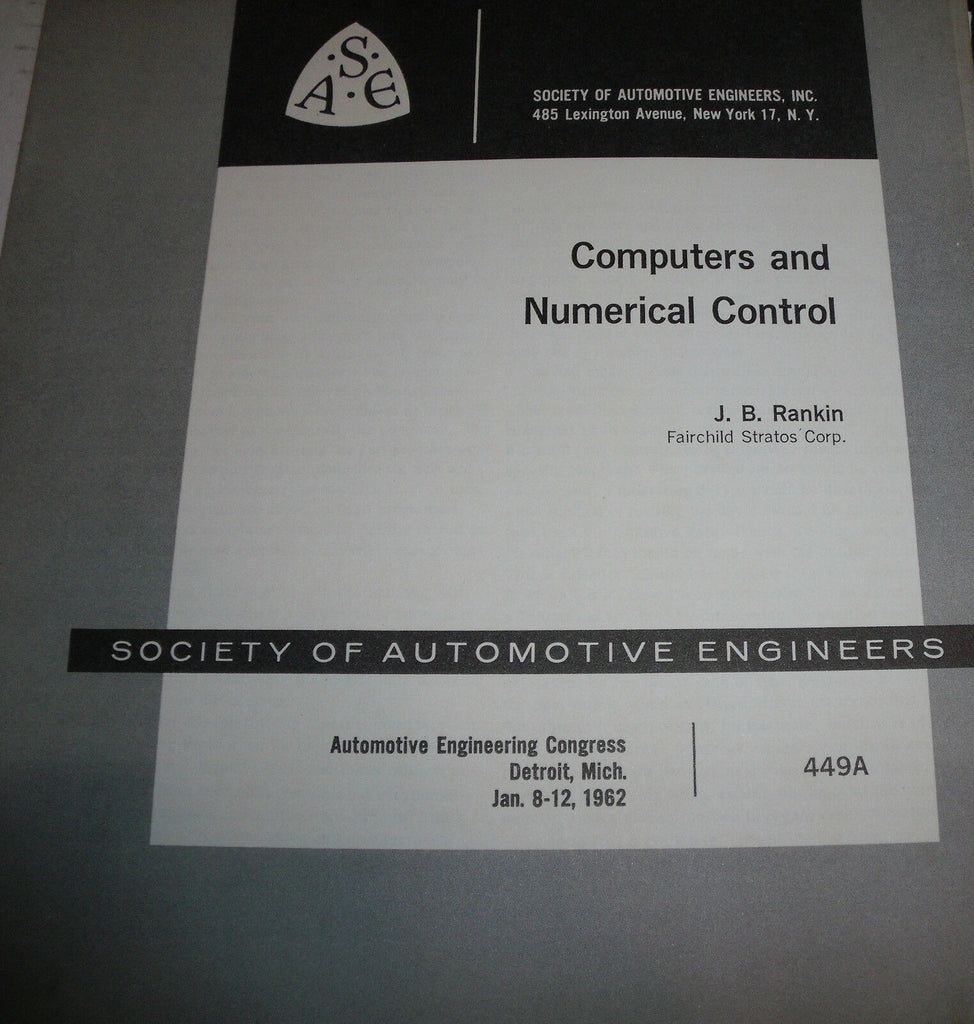 ·S·
A·E
SOCIETY OF AUTOMOTIVE ENGINEERS, INC.
485 Lexington Avenue, New York 17, N. Y.
Computers and
Numerical Control
J. B. Rankin
Fairchild Stratos Corp.
SOCIETY OF AUTOMOTIVE ENGINEERS
Automotive Engineering Congress
Detroit, Mich.
Jan. 8-12, 1962
449A